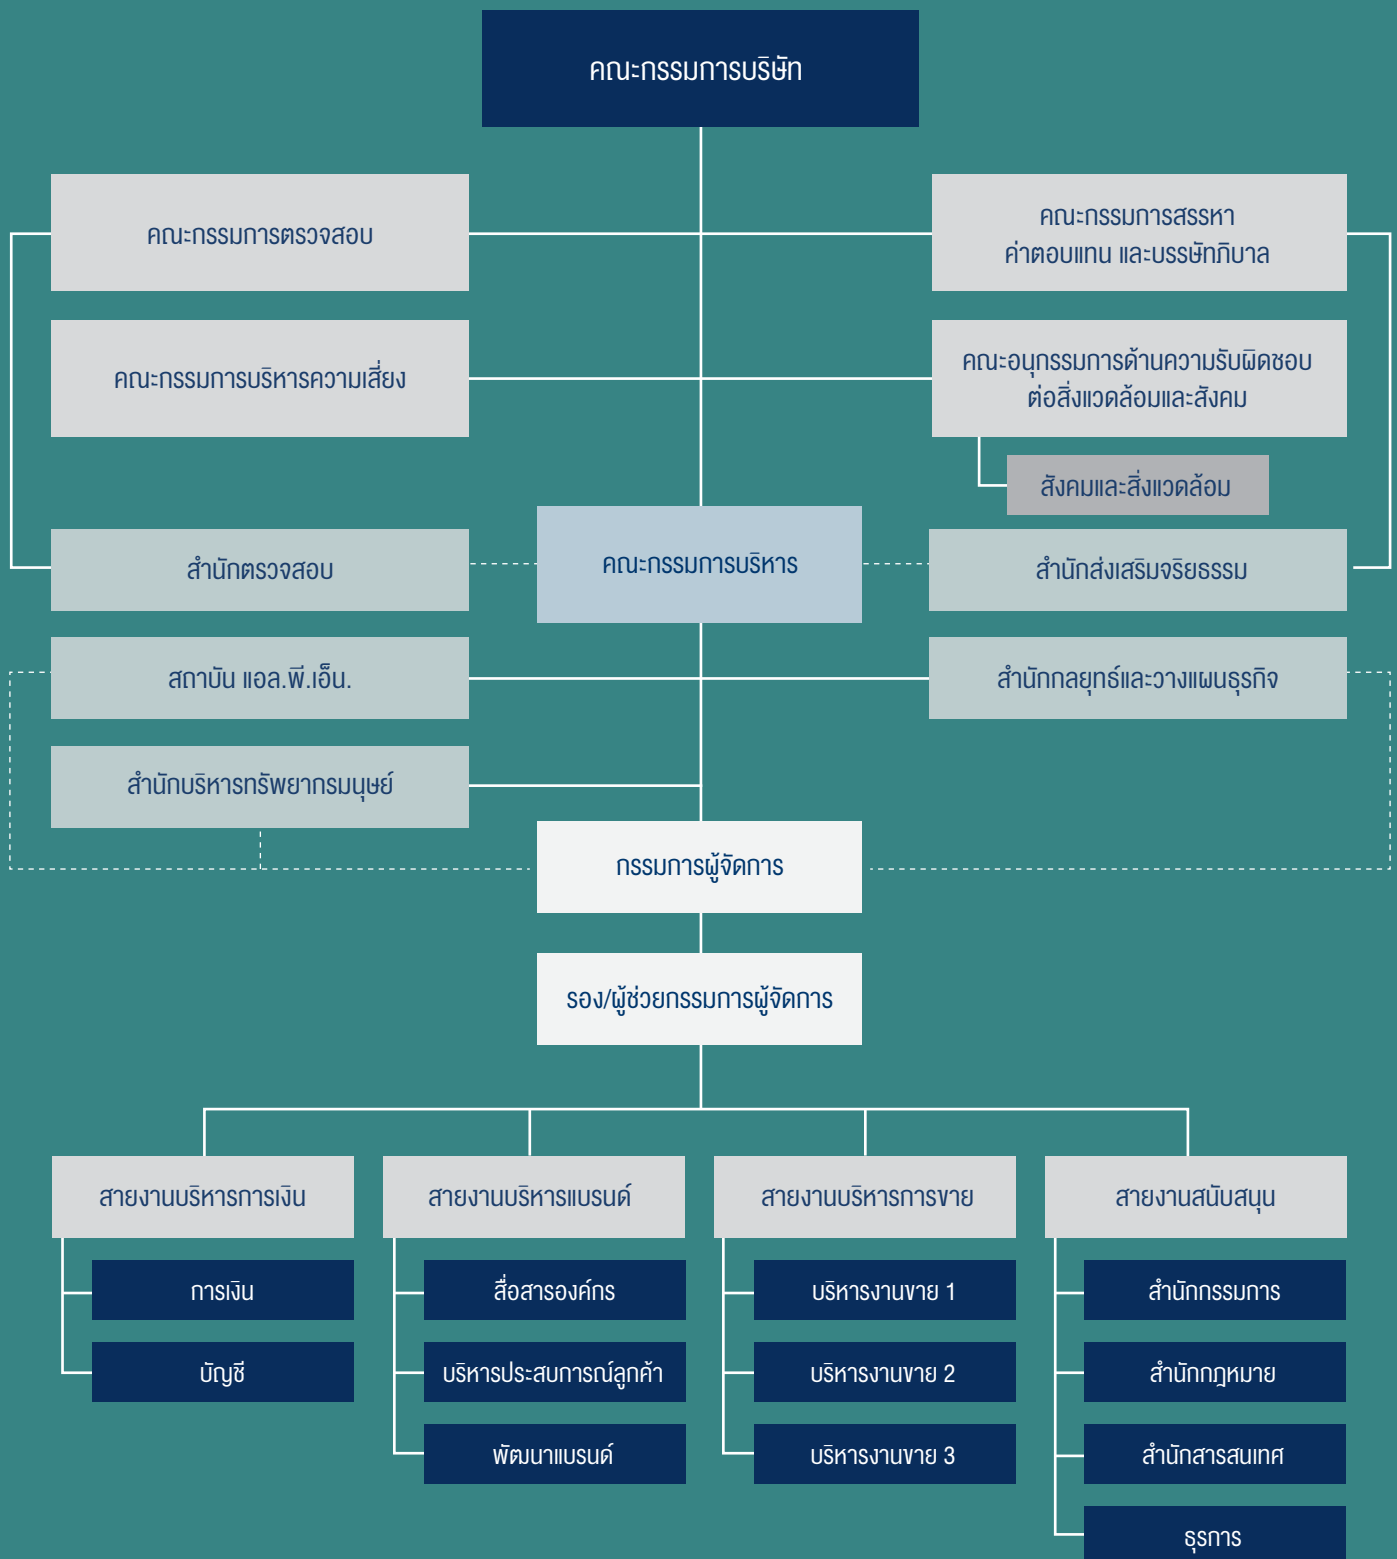 คณะกรรมการบริษัท
คณะกรรมการตรวจสอบ
คณะกรรมการสรรหา
ค่าตอบแทน และบรรษัทภิบาล
คณะกรรมการบริหารความเสี่ยง
คณะอนุกรรมการด้านความรับผิดชอบ
ต่อสิ่งแวดล้อมและสังคม
สังคมและสิ่งแวดล้อม
สำนักตรวจสอบ
คณะกรรมการบริหาร
สำนักส่งเสริมจริยธรรม
สถาบัน แอล.พี.เอ็น.
สำนักกลยุทธ์และวางแผนธุรกิจ
สำนักบริหารทรัพยากรมนุษย์
กรรมการผู้จัดการ
รอง/ผู้ช่วยกรรมการผู้จัดการ
สายงานบริหารการเงิน
สายงานบริหารแบรนด์
สายงานบริหารการขาย
สายงานสนับสนุน
การเงิน
สื่อสารองค์กร
บริหารงานขาย 1
สำนักกรรมการ
บัญชี
บริหารประสบการณ์ลูกค้า
บริหารงานขาย 2
สำนักกฎหมาย
พัฒนาแบรนด์
บริหารงานขาย 3
สำนักสารสนเทศ
ธุรการ